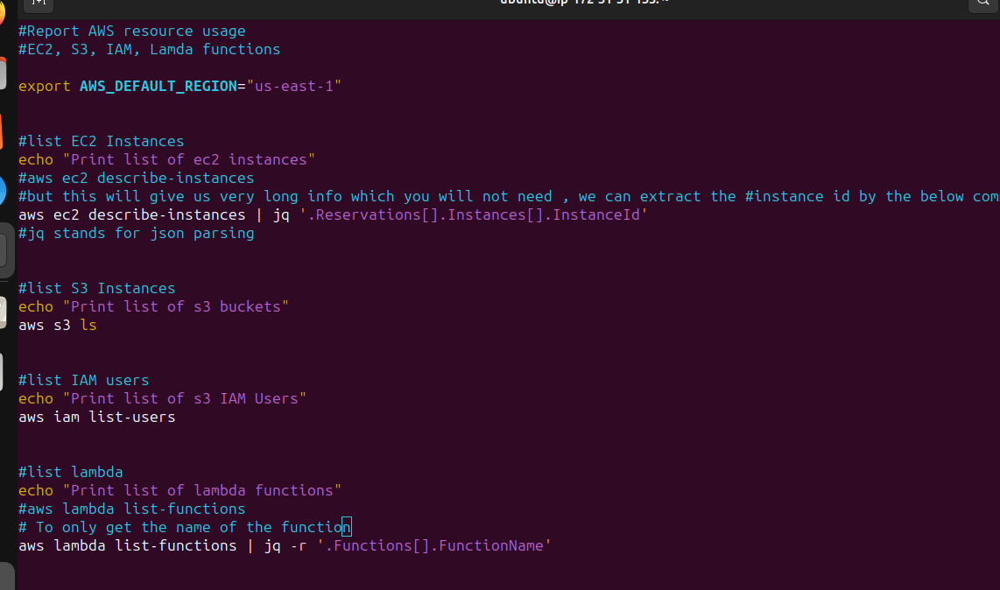 #Report AWS resource usage
#EC2, S3, IAM, Lamda functions
export AWS_DEFAULT_REGION="us-east-1"
#list EC2 Instances
echo "Print list of ec2 instances"
#aws ec2 describe-instances
#but this will give us very long info which you will not need , we can extract the #instance id by the below com
aws ec2 describe-instances | jq '.Reservations[].Instances[].InstanceId'
#jq stands for json parsing
#list S3 Instances
echo "Print list of s3 buckets"
aws s3 ls
#list IAM users
echo "Print list of s3 IAM Users"
aws iam list-users
#list lambda
echo "Print list of lambda functions"
#aws lambda list-functions
# To only get the name of the function
aws lambda list-functions | jq -r '.Functions[].FunctionName'